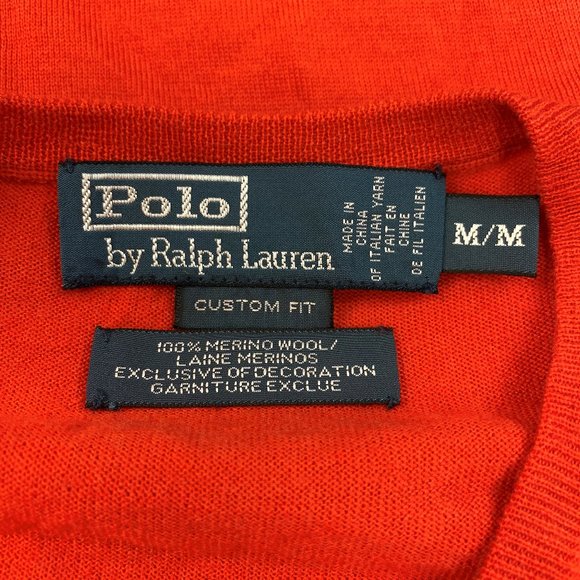 Polo
by Ralph Lauren
MADE IN
CHINA
OF ITALIAN YARN
FAIT EN
CHINE
DE FIL ITALIEN
M/M
CUSTOM FIT
100% MERINO WOOL/
LAINE MERINOS
EXCLUSIVE OF DECORATION
GARNITURE EXCLUE